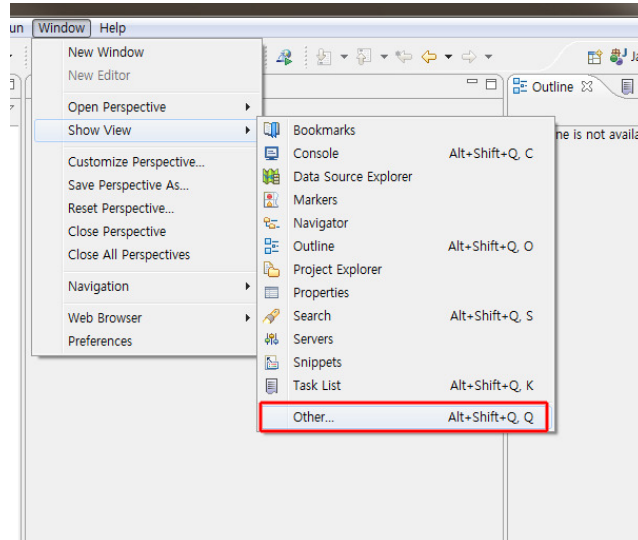 un Window Help
New Window
New Editor
Open Perspective
Show View
Customize Perspective...
Save Perspective As...
Reset Perspective...
Close Perspective
Close All Perspectives
Navigation
Web Browser
Preferences
Bookmarks
Console Alt+Shift+Q, C
Data Source Explorer
Markers
Navigator
Outline Alt+Shift+Q, O
Project Explorer
Properties
Search Alt+Shift+Q, S
Servers
Snippets
Task List Alt+Shift+Q, K
Other... Alt+Shift+Q, Q
Ja
Outline
ne is not availa